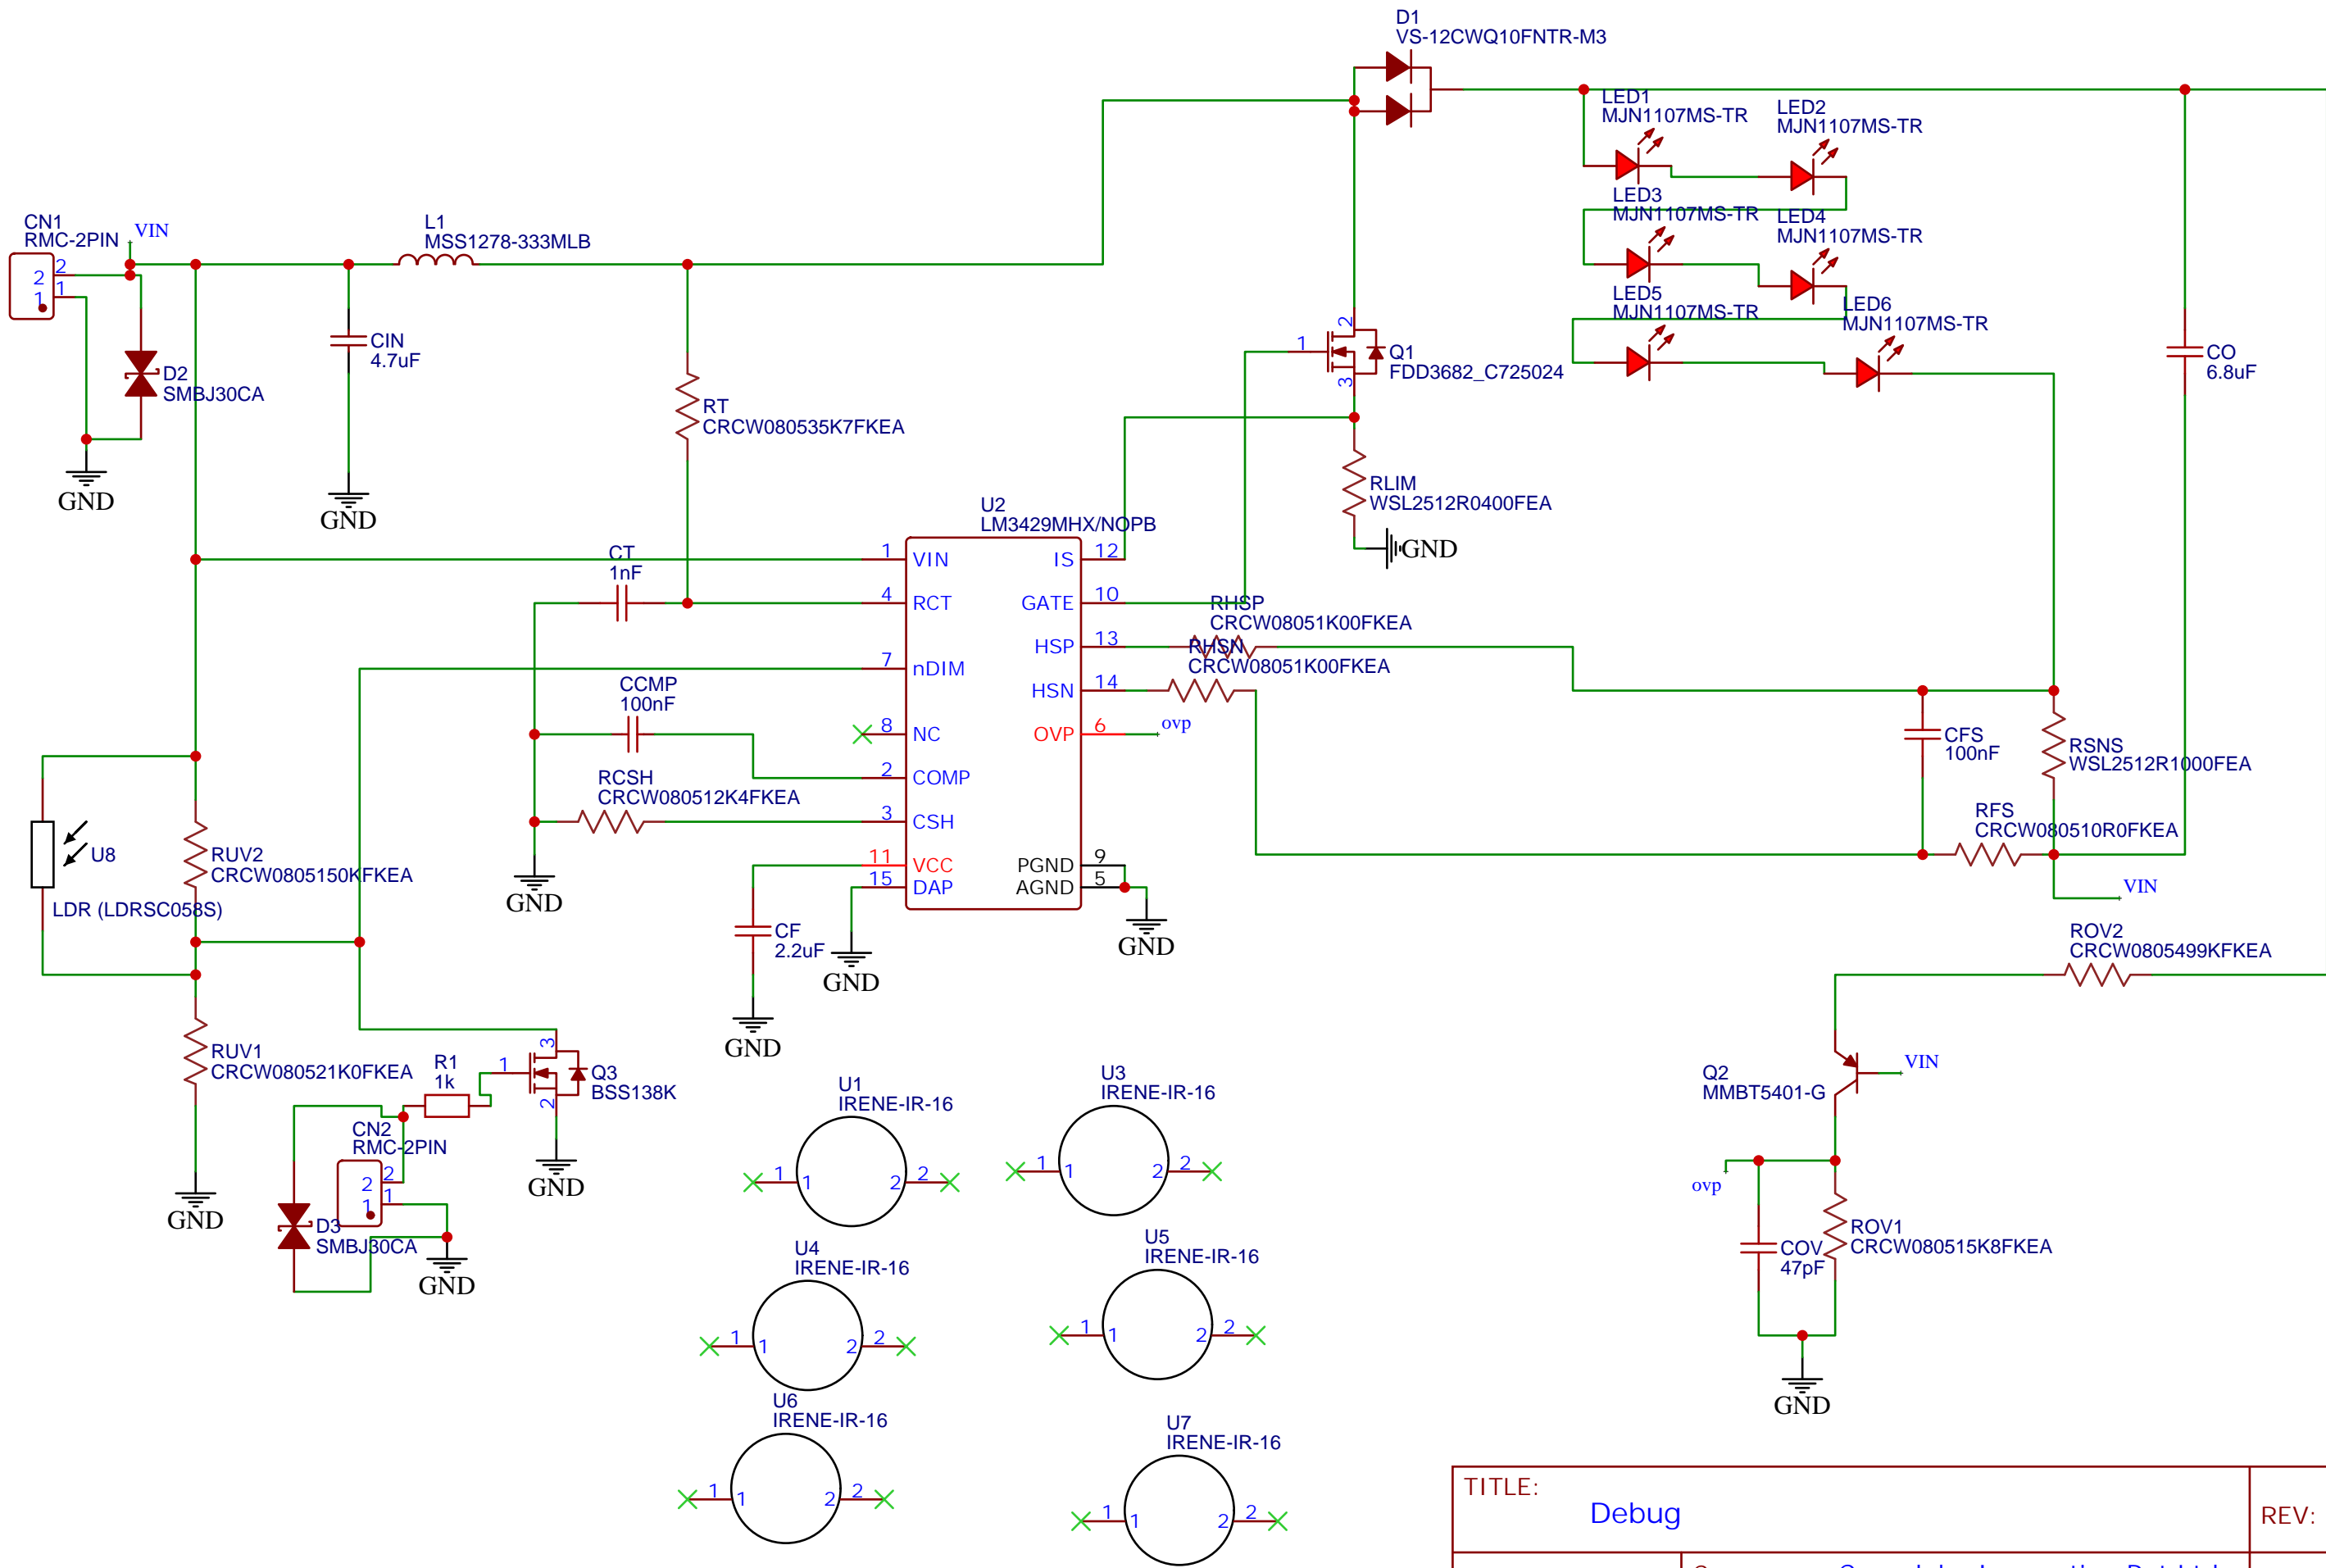 D1
VS-12CWQ10FNTR-M3
LED1
MJN1107MS-TR
LED2
MJN1107MS-TR
LED3
MJN1107MS-TR
LED4
MJN1107MS-TR
LED5
MJN1107MS-TR
LED6
MJN1107MS-TR
CN1
RMC-2PIN
VIN
2
2
1
1
L1
MSS1278-333MLB
D2
SMBJ30CA
GND
CIN
4.7uF
GND
RT
CRCW080535K7FKEA
2
1
3
Q1
FDD3682_C725024
CO
6.8uF
RLIM
WSL2512R0400FEA
GND
U2
LM3429MHX/NOPB
CT
1nF
1 VIN
4 RCT
7 nDIM
8 NC
2 COMP
3 CSH
11 VCC
15 DAP
IS 12
GATE 10
HSP 13
HSN 14
OVP 6
PGND 9
AGND 5
ovp
RHSP
CRCW08051K00FKEA
RHSN
CRCW08051K00FKEA
CCMP
100nF
RCSH
CRCW080512K4FKEA
GND
CF
2.2uF
GND
GND
GND
CFS
100nF
RSNS
WSL2512R1000FEA
RFS
CRCW080510R0FKEA
VIN
U8
LDR (LDRSC058S)
RUV2
CRCW0805150KFKEA
RUV1
CRCW080521K0FKEA
GND
R1
1k
1
3
2
Q3
BSS138K
GND
CN2
RMC-2PIN
2
2
1
1
D3
SMBJ30CA
GND
ROV2
CRCW0805499KFKEA
Q2
MMBT5401-G
VIN
ovp
COV
47pF
ROV1
CRCW080515K8FKEA
GND
U1
IRENE-IR-16
1 1 2 2
U3
IRENE-IR-16
1 1 2 2
U4
IRENE-IR-16
1 1 2 2
U5
IRENE-IR-16
1 1 2 2
U6
IRENE-IR-16
1 1 2 2
U7
IRENE-IR-16
1 1 2 2
TITLE:
Debug
REV: